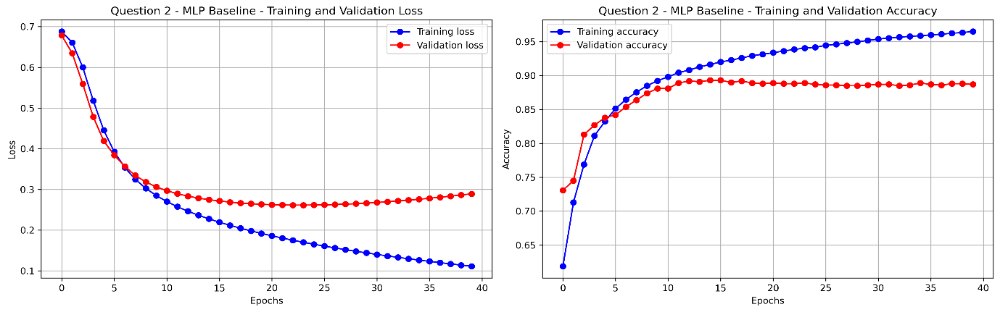 Question 2 - MLP Baseline - Training and Validation Loss
0.7
0.6
0.5
0.4
0.3
0.2
0.1
Loss
Training loss
Validation loss
0 5 10 15 20 25 30 35 40
Epochs
Question 2 - MLP Baseline - Training and Validation Accuracy
0.95
0.90
0.85
0.80
0.75
0.70
0.65
Accuracy
Training accuracy
Validation accuracy
0 5 10 15 20 25 30 35 40
Epochs